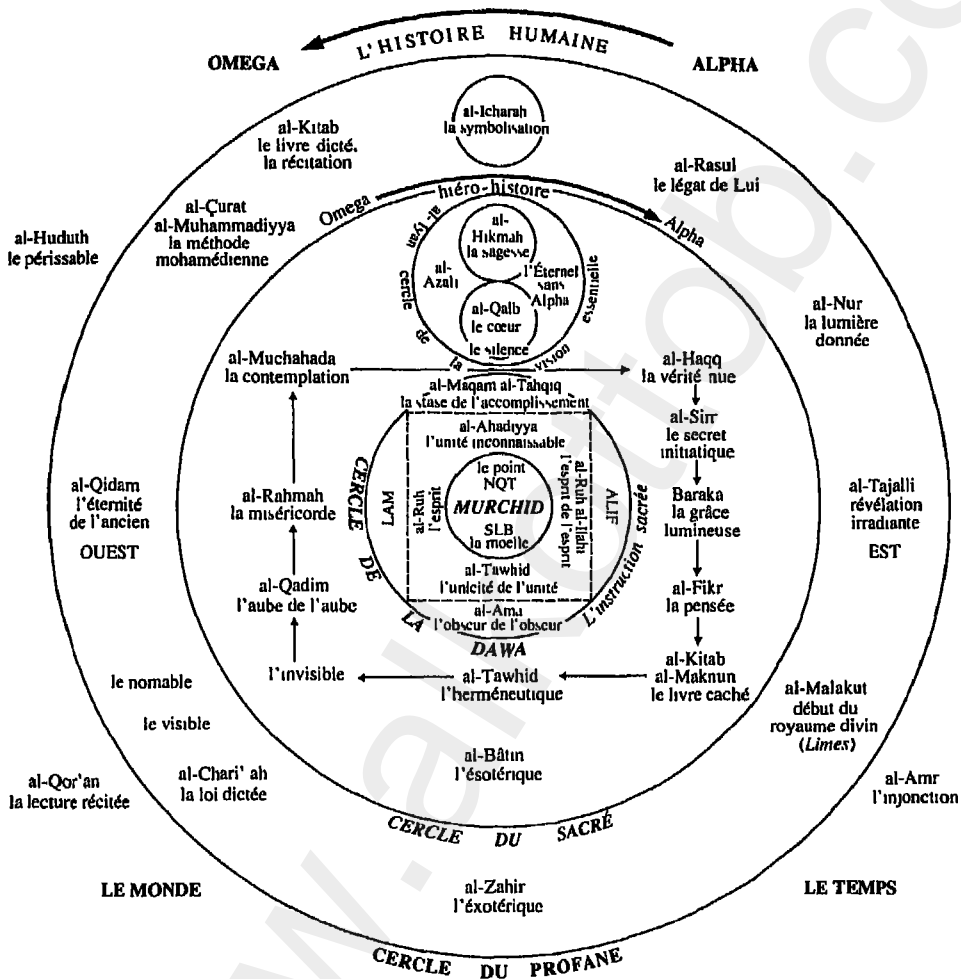 L'HISTOIRE HUMAINE
OMEGA
ALPHA
al-Icharah
la symbolisation
al-Kitab
le livre dicté,
la récitation
al-Rasul
le légat de Lui
Omega
hiéro-histoire
Alpha
al-Çurat
al-Muhammadiyya
la méthode
mohamédienne
al-Huduth
le périssable
al-Iyan
cercle de la vision essentielle
al-
Hikmah
la sagesse
al-
Azali
l'Éternel
sans
Alpha
al-Qalb
le cœur
le silence
al-Nur
la lumière
donnée
al-Muchahada
la contemplation
al-Haqq
la vérité nue
al-Maqam al-Tahqiq
la stase de l'accomplissement
al-Sirr
le secret
initiatique
al-Ahadiyya
l'unité inconnaissable
CERCLE DE LA DAWA
L'instruction sacrée
LAM
al-Ruh
l'esprit
le point
NQT
MURCHID
SLB
la moelle
al-Ruh al-Ilahi
l'esprit de l'esprit
ALIF
al-Qidam
l'éternité
de l'ancien
OUEST
al-Rahmah
la miséricorde
Baraka
la grâce
lumineuse
al-Tajalli
révélation
irradiante
EST
al-Tawhid
l'unicité de l'unité
al-Qadim
l'aube de l'aube
al-Fikr
la pensée
al-Ama
l'obscur de l'obscur
l'invisible
al-Tawhid
l'herméneutique
al-Kitab
al-Maknun
le livre caché
le nomable
le visible
al-Malakut
début du
royaume divin
(Limes)
al-Bâtin
l'ésotérique
al-Qor'an
la lecture récitée
al-Chari' ah
la loi dictée
al-Amr
l'injonction
CERCLE DU SACRÉ
LE MONDE
al-Zahir
l'éxotérique
LE TEMPS
CERCLE DU PROFANE